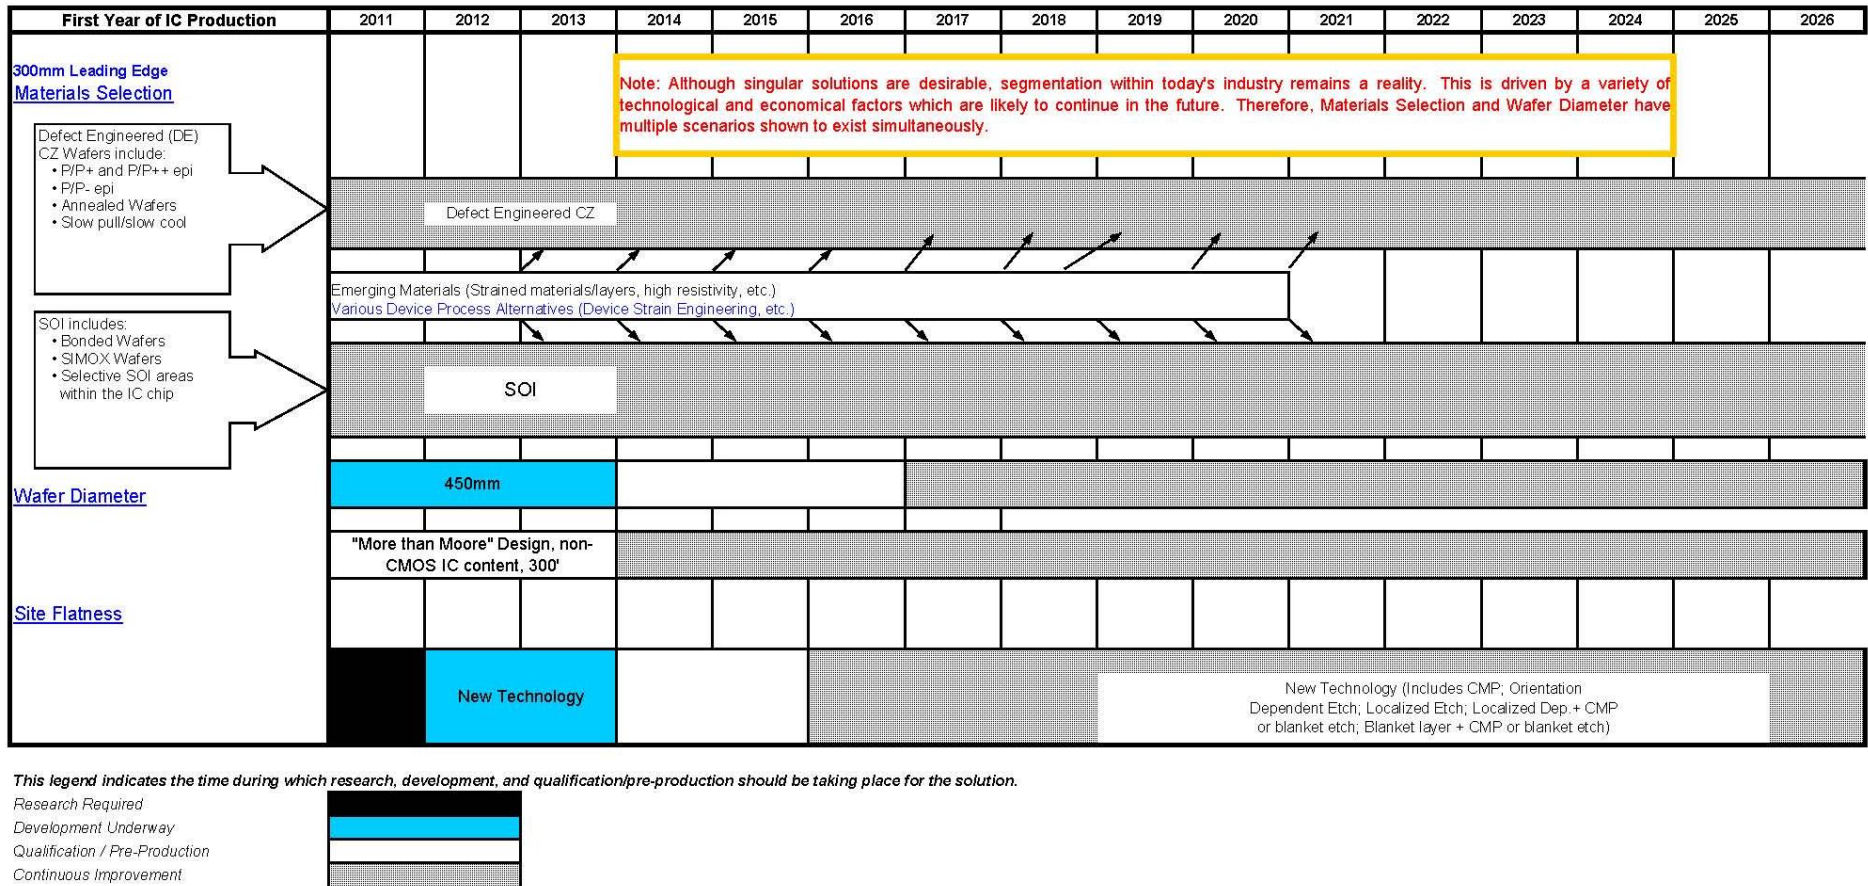 First Year of IC Production 2011 2012 2013 2014 2015 2016 2017 2018 2019 2020 2021 2022 2023 2024 2025 2026
300mm Leading Edge
Materials Selection
Note: Although singular solutions are desirable, segmentation within today's industry remains a reality. This is driven by a variety of
technological and economical factors which are likely to continue in the future. Therefore, Materials Selection and Wafer Diameter have
multiple scenarios shown to exist simultaneously.
Defect Engineered (DE)
CZ Wafers include:
• P/P+ and P/P++ epi
• P/P- epi
• Annealed Wafers
• Slow pull/slow cool
Defect Engineered CZ
Emerging Materials (Strained materials/layers, high resistivity, etc.)
Various Device Process Alternatives (Device Strain Engineering, etc.)
SOI includes:
• Bonded Wafers
• SIMOX Wafers
• Selective SOI areas
within the IC chip
SOI
Wafer Diameter
450mm
"More than Moore" Design, non-
CMOS IC content, 300'
Site Flatness
New Technology
New Technology (Includes CMP; Orientation
Dependent Etch; Localized Etch; Localized Dep.+ CMP
or blanket etch; Blanket layer + CMP or blanket etch)
This legend indicates the time during which research, development, and qualification/pre-production should be taking place for the solution.
Research Required
Development Underway
Qualification / Pre-Production
Continuous Improvement